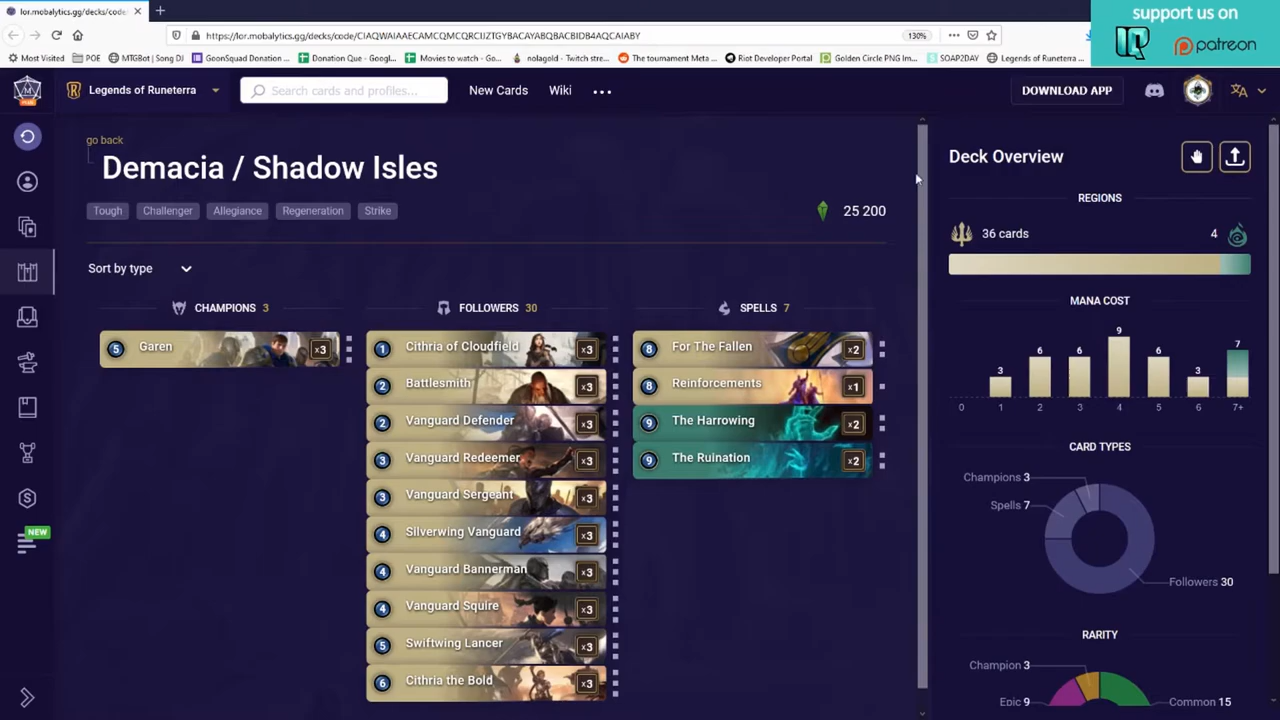 lor.mobalytics.gg/decks/code/
https://lor.mobalytics.gg/decks/code/CIAQWAIAAECAMCQMCQRCIIZTGYBACAYABQBACBIDB4AQCAIABY
130%
Most Visited
POE
MTGBot | Song DJ
GoonSquad Donation ...
Donation Que - Googl...
Movies to watch - Go...
nolagold - Twitch stre...
The tournament Meta ...
Riot Developer Portal
Golden Circle PNG Im...
SOAP2DAY
Legends of Runeterra ...
support us on
patreon
Legends of Runeterra
Search cards and profiles...
New Cards
Wiki
DOWNLOAD APP
go back
Demacia / Shadow Isles
Tough
Challenger
Allegiance
Regeneration
Strike
25 200
Sort by type
CHAMPIONS 3
5 Garen x3
FOLLOWERS 30
1 Cithria of Cloudfield x3
2 Battlesmith x3
2 Vanguard Defender x3
3 Vanguard Redeemer x3
3 Vanguard Sergeant x3
4 Silverwing Vanguard x3
4 Vanguard Bannerman x3
4 Vanguard Squire x3
5 Swiftwing Lancer x3
6 Cithria the Bold x3
SPELLS 7
8 For The Fallen x2
8 Reinforcements x1
9 The Harrowing x2
9 The Ruination x2
NEW
Deck Overview
REGIONS
36 cards
4
MANA COST
3 6 6 9 6 3 7
0 1 2 3 4 5 6 7+
CARD TYPES
Champions 3
Spells 7
Followers 30
RARITY
Champion 3
Epic 9
Common 15